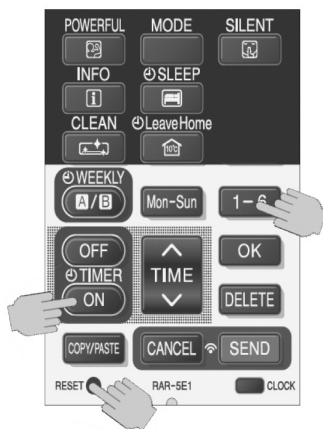 POWERFUL MODE SILENT
INFO SLEEP
i
CLEAN LeaveHome
10°C
WEEKLY
A/B Mon-Sun 1-6
OFF OK
TIMER TIME
ON DELETE
COPY/PASTE CANCEL SEND
RESET RAR-5E1 CLOCK